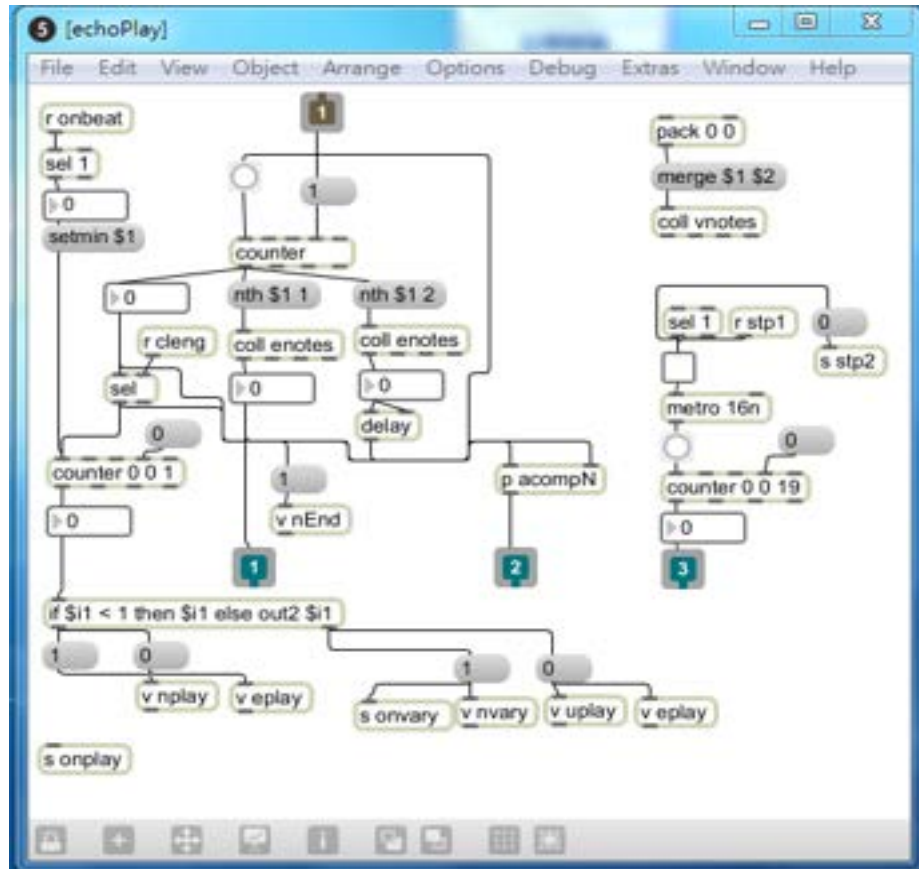 5 [echoPlay]
File Edit View Object Arrange Options Debug Extras Window Help
r onbeat
1
pack 0 0
sel 1
1
merge $1 $2
0
setmin $1
coll vnotes
counter
0
nth $1 1
nth $1 2
r cleng
coll enotes
coll enotes
sel 1
r stp1
0
s stp2
sel
0
0
delay
metro 16n
0
0
counter 0 0 1
1
p acompN
counter 0 0 19
0
v nEnd
0
1
2
3
if $i1 < 1 then $i1 else out2 $i1
1
0
1
0
v nplay
v eplay
s onvary
v nvary
v uplay
v eplay
s onplay